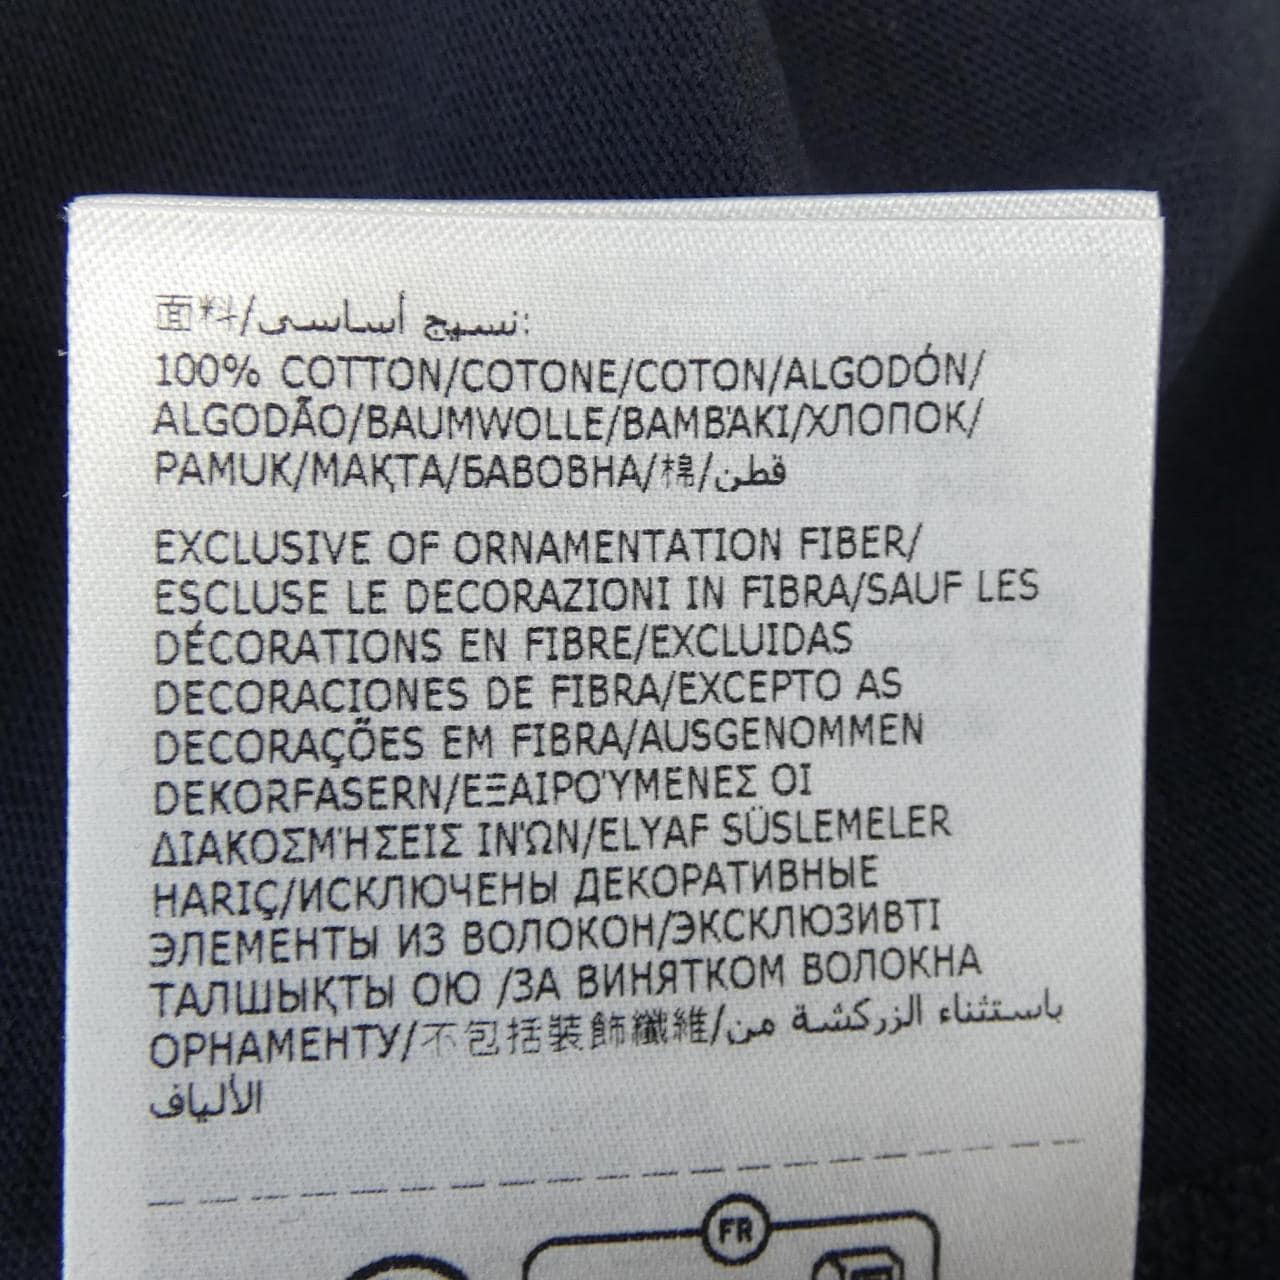 面料/نسيج أساسى:
100% COTTON/COTONE/COTON/ALGODÓN/
ALGODÃO/BAUMWOLLE/ΒΑΜΒΆΚΙ/ХЛОПОК/
PAMUK/МАҚТА/БАВОВНА/棉/قطن
EXCLUSIVE OF ORNAMENTATION FIBER/
ESCLUSE LE DECORAZIONI IN FIBRA/SAUF LES
DÉCORATIONS EN FIBRE/EXCLUIDAS
DECORACIONES DE FIBRA/EXCEPTO AS
DECORAÇÕES EM FIBRA/AUSGENOMMEN
DEKORFASERN/ΕΞΑΙΡΟΎΜΕΝΕΣ ΟΙ
ΔΙΑΚΟΣΜΉΣΕΙΣ ΙΝΏΝ/ELYAF SÜSLEMELER
HARIÇ/ИСКЛЮЧЕНЫ ДЕКОРАТИВНЫЕ
ЭЛЕМЕНТЫ ИЗ ВОЛОКОН/ЭКСКЛЮЗИВТІ
ТАЛШЫҚТЫ ОЮ /ЗА ВИНЯТКОМ ВОЛОКНА
ОРНАМЕНТУ/不包括裝飾纖維/باستثناء الزركشة من
الألياف
FR